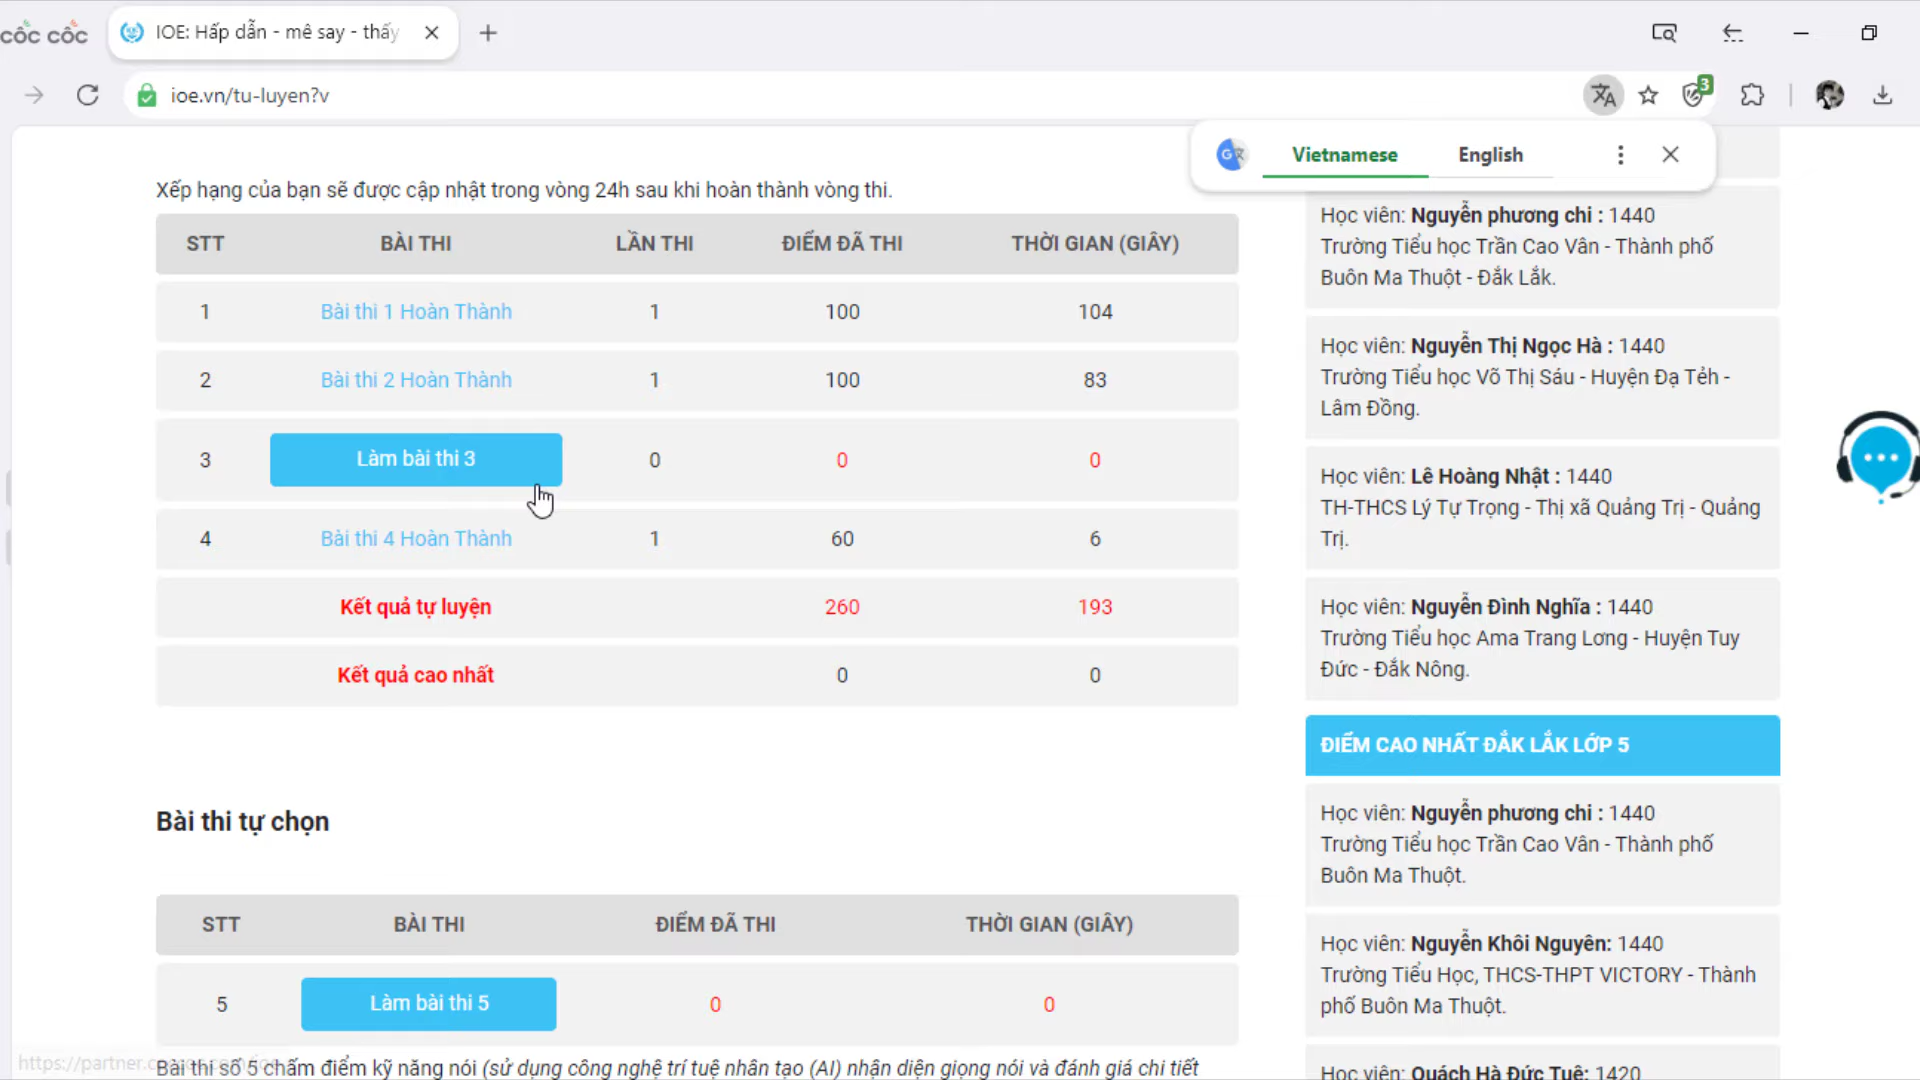 cốc cốc
IOE: Hấp dẫn - mê say - thấy
ioe.vn/tu-luyen?v
3
Vietnamese
English
Xếp hạng của bạn sẽ được cập nhật trong vòng 24h sau khi hoàn thành vòng thi.
STT BÀI THI LẦN THI ĐIỂM ĐÃ THI THỜI GIAN (GIÂY)
1 Bài thi 1 Hoàn Thành 1 100 104
2 Bài thi 2 Hoàn Thành 1 100 83
3 Làm bài thi 3 0 0 0
4 Bài thi 4 Hoàn Thành 1 60 6
Kết quả tự luyện 260 193
Kết quả cao nhất 0 0
Bài thi tự chọn
STT BÀI THI ĐIỂM ĐÃ THI THỜI GIAN (GIÂY)
5 Làm bài thi 5 0 0
Bài thi số 5 chấm điểm kỹ năng nói (sử dụng công nghệ trí tuệ nhân tạo (AI) nhận diện giọng nói và đánh giá chi tiết
Học viên: Nguyễn phương chi : 1440
Trường Tiểu học Trần Cao Vân - Thành phố
Buôn Ma Thuột - Đắk Lắk.
Học viên: Nguyễn Thị Ngọc Hà : 1440
Trường Tiểu học Võ Thị Sáu - Huyện Đạ Tẻh -
Lâm Đồng.
Học viên: Lê Hoàng Nhật : 1440
TH-THCS Lý Tự Trọng - Thị xã Quảng Trị - Quảng
Trị.
Học viên: Nguyễn Đình Nghĩa : 1440
Trường Tiểu học Ama Trang Lơng - Huyện Tuy
Đức - Đắk Nông.
ĐIỂM CAO NHẤT ĐẮK LẮK LỚP 5
Học viên: Nguyễn phương chi : 1440
Trường Tiểu học Trần Cao Vân - Thành phố
Buôn Ma Thuột.
Học viên: Nguyễn Khôi Nguyên: 1440
Trường Tiểu Học, THCS-THPT VICTORY - Thành
phố Buôn Ma Thuột.
Học viên: Quách Hà Đức Tuệ: 1420